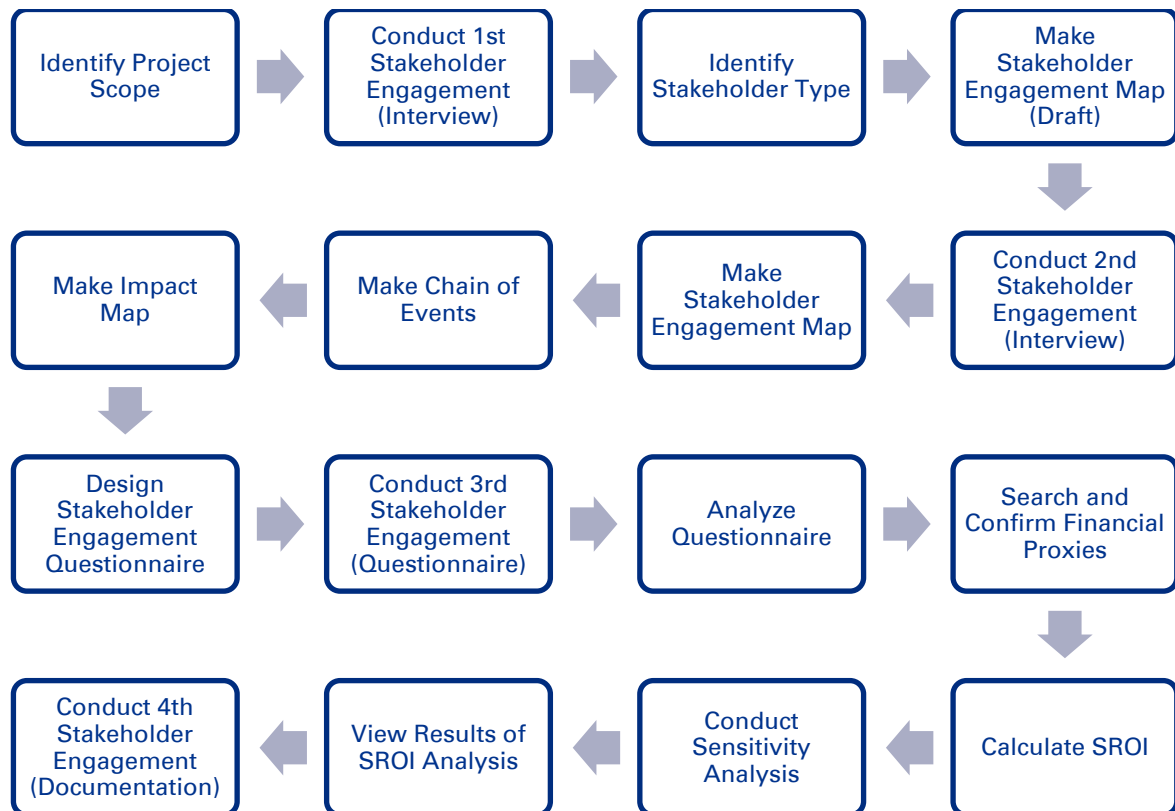 Identify Project
Scope
Conduct 1st
Stakeholder
Engagement
(Interview)
Identify
Stakeholder Type
Make
Stakeholder
Engagement Map
(Draft)
Conduct 2nd
Stakeholder
Engagement
(Interview)
Make
Stakeholder
Engagement Map
Make Chain of
Events
Make Impact
Map
Design
Stakeholder
Engagement
Questionnaire
Conduct 3rd
Stakeholder
Engagement
(Questionnaire)
Analyze
Questionnaire
Search and
Confirm Financial
Proxies
Calculate SROI
Conduct
Sensitivity
Analysis
View Results of
SROI Analysis
Conduct 4th
Stakeholder
Engagement
(Documentation)